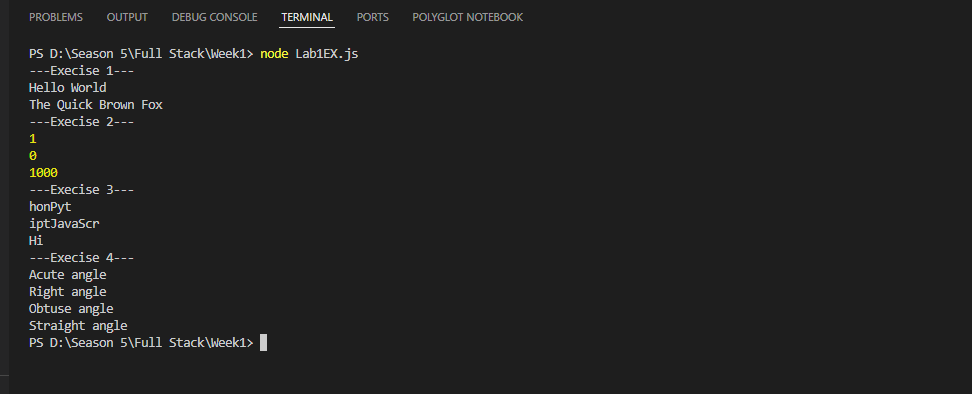 PROBLEMS OUTPUT DEBUG CONSOLE TERMINAL PORTS POLYGLOT NOTEBOOK
PS D:\Season 5\Full Stack\Week1> node Lab1EX.js
---Execise 1---
Hello World
The Quick Brown Fox
---Execise 2---
1
0
1000
---Execise 3---
honPyt
iptJavaScr
Hi
---Execise 4---
Acute angle
Right angle
Obtuse angle
Straight angle
PS D:\Season 5\Full Stack\Week1>